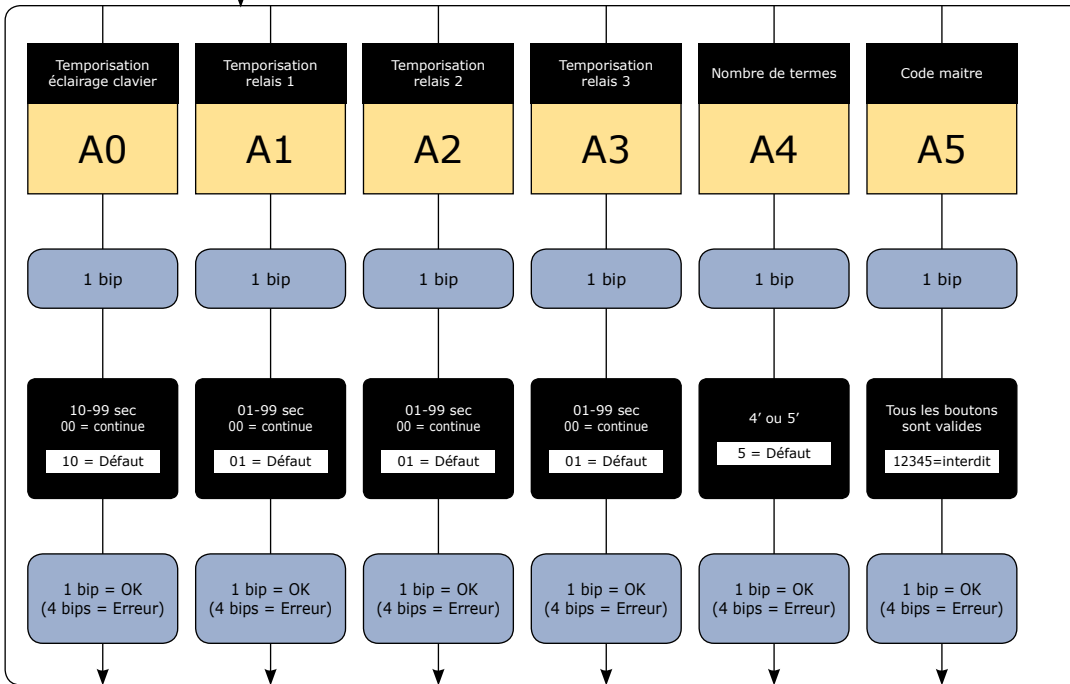 Temporisation
éclairage clavier
A0
1 bip
10-99 sec
00 = continue
10 = Défaut
1 bip = OK
(4 bips = Erreur)
Temporisation
relais 1
A1
1 bip
01-99 sec
00 = continue
01 = Défaut
1 bip = OK
(4 bips = Erreur)
Temporisation
relais 2
A2
1 bip
01-99 sec
00 = continue
01 = Défaut
1 bip = OK
(4 bips = Erreur)
Temporisation
relais 3
A3
1 bip
01-99 sec
00 = continue
01 = Défaut
1 bip = OK
(4 bips = Erreur)
Nombre de termes
A4
1 bip
4’ ou 5’
5 = Défaut
1 bip = OK
(4 bips = Erreur)
Code maitre
A5
1 bip
Tous les boutons
sont valides
12345=interdit
1 bip = OK
(4 bips = Erreur)